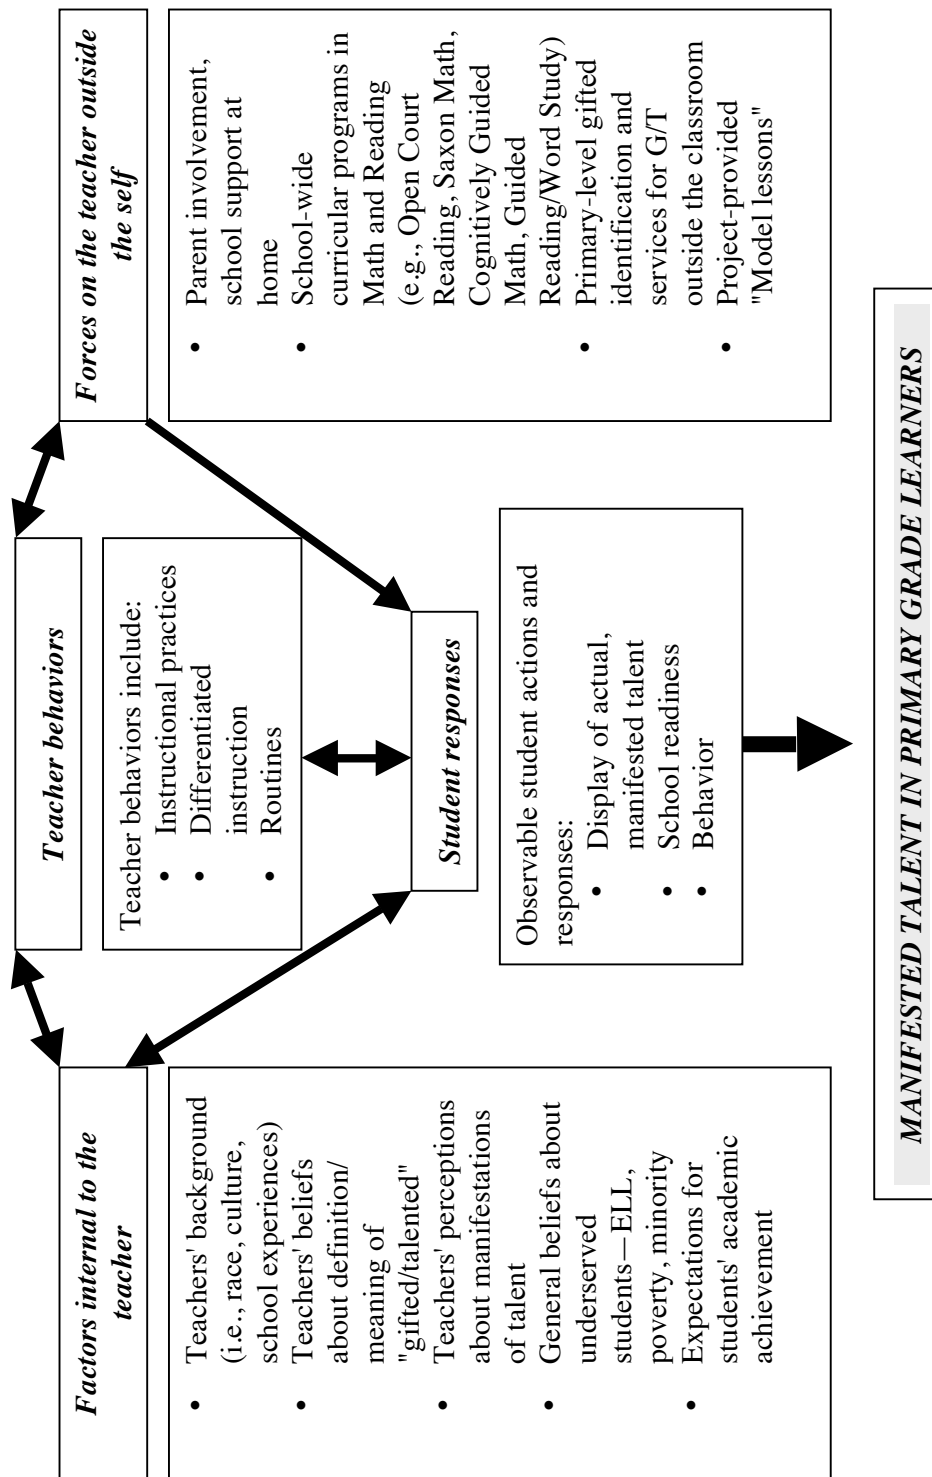 Factors internal to the
teacher
Teachers' background
(i.e., race, culture,
school experiences)
Teachers' beliefs
about definition/
meaning of
"gifted/talented"
Teachers' perceptions
about manifestations
of talent
General beliefs about
underserved
students—ELL,
poverty, minority
Expectations for
students' academic
achievement
Teacher behaviors
Teacher behaviors include:
Instructional practices
Differentiated
instruction
Routines
Student responses
Observable student actions and
responses:
Display of actual,
manifested talent
School readiness
Behavior
Forces on the teacher outside
the self
Parent involvement,
school support at
home
School-wide
curricular programs in
Math and Reading
(e.g., Open Court
Reading, Saxon Math,
Cognitively Guided
Math, Guided
Reading/Word Study)
Primary-level gifted
identification and
services for G/T
outside the classroom
Project-provided
"Model lessons"
MANIFESTED TALENT IN PRIMARY GRADE LEARNERS